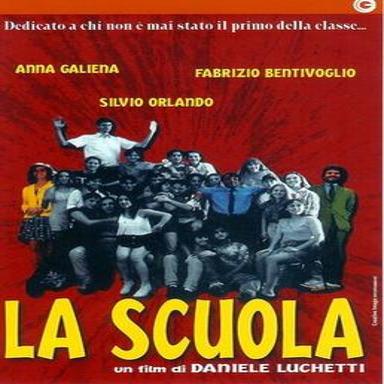 Dedicato a chi non è mai stato il primo della classe...
ANNA GALIENA
FABRIZIO BENTIVOGLIO
SILVIO ORLANDO
LA SCUOLA
un film di DANIELE LUCHETTI